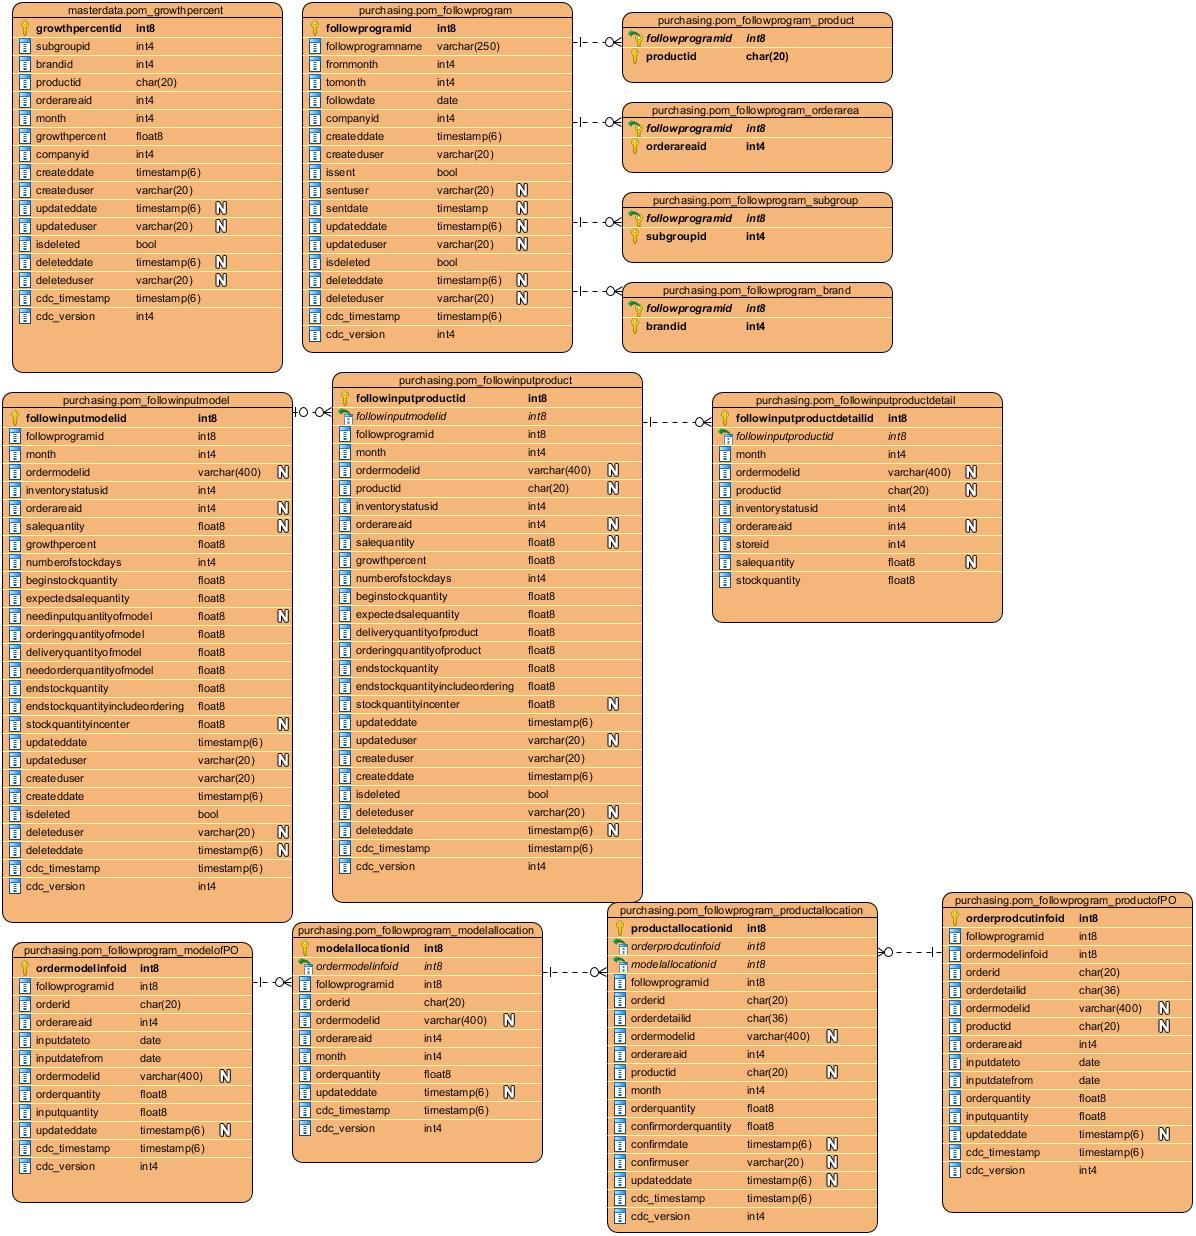 masterdata.pom_growthpercent
growthpercentid int8
subgroupid int4
brandid int4
productid char(20)
orderareaid int4
month int4
growthpercent float8
companyid int4
createddate timestamp(6)
createduser varchar(20)
updateddate timestamp(6) N
updateduser varchar(20) N
isdeleted bool
deleteddate timestamp(6) N
deleteduser varchar(20) N
cdc_timestamp timestamp(6)
cdc_version int4
purchasing.pom_followprogram
followprogramid int8
followprogramname varchar(250)
frommonth int4
tomonth int4
followdate date
companyid int4
createddate timestamp(6)
createduser varchar(20)
issent bool
sentuser varchar(20) N
sentdate timestamp N
updateddate timestamp(6) N
updateduser varchar(20) N
isdeleted bool
deleteddate timestamp(6) N
deleteduser varchar(20) N
cdc_timestamp timestamp(6)
cdc_version int4
purchasing.pom_followprogram_product
followprogramid int8
productid char(20)
purchasing.pom_followprogram_orderarea
followprogramid int8
orderareaid int4
purchasing.pom_followprogram_subgroup
followprogramid int8
subgroupid int4
purchasing.pom_followprogram_brand
followprogramid int8
brandid int4
purchasing.pom_followinputmodel
followinputmodelid int8
followprogramid int8
month int4
ordermodelid varchar(400) N
inventorystatusid int4
orderareaid int4 N
salequantity float8 N
growthpercent float8
numberofstockdays int4
beginstockquantity float8
expectedsalequantity float8
needinputquantityofmodel float8 N
orderingquantityofmodel float8
deliveryquantityofmodel float8
needorderquantityofmodel float8
endstockquantity float8
endstockquantityincludeordering float8
stockquantityincenter float8 N
updateddate timestamp(6)
updateduser varchar(20) N
createduser varchar(20)
createddate timestamp(6)
isdeleted bool
deleteduser varchar(20) N
deleteddate timestamp(6) N
cdc_timestamp timestamp(6)
cdc_version int4
purchasing.pom_followinputproduct
followinputproductid int8
followinputmodelid int8
followprogramid int8
month int4
ordermodelid varchar(400) N
productid char(20) N
inventorystatusid int4
orderareaid int4 N
salequantity float8 N
growthpercent float8
numberofstockdays int4
beginstockquantity float8
expectedsalequantity float8
deliveryquantityofproduct float8
orderingquantityofproduct float8
endstockquantity float8
endstockquantityincludeordering float8
stockquantityincenter float8 N
updateddate timestamp(6)
updateduser varchar(20) N
createduser varchar(20)
createddate timestamp(6)
isdeleted bool
deleteduser varchar(20) N
deleteddate timestamp(6) N
cdc_timestamp timestamp(6)
cdc_version int4
purchasing.pom_followinputproductdetail
followinputproductdetailid int8
followinputproductid int8
month int4
ordermodelid varchar(400) N
productid char(20) N
inventorystatusid int4
orderareaid int4 N
storeid int4
salequantity float8 N
stockquantity float8
purchasing.pom_followprogram_modelofPO
ordermodelinfoid int8
followprogramid int8
orderid char(20)
orderareaid int4
inputdateto date
inputdatefrom date
ordermodelid varchar(400) N
orderquantity float8
inputquantity float8
updateddate timestamp(6) N
cdc_timestamp timestamp(6)
cdc_version int4
purchasing.pom_followprogram_modelallocation
modelallocationid int8
ordermodelinfoid int8
followprogramid int8
orderid char(20)
ordermodelid varchar(400) N
orderareaid int4
month int4
orderquantity float8
updateddate timestamp(6) N
cdc_timestamp timestamp(6)
cdc_version int4
purchasing.pom_followprogram_productallocation
productallocationid int8
orderprodcutinfoid int8
modelallocationid int8
followprogramid int8
orderid char(20)
orderdetailid char(36)
ordermodelid varchar(400) N
orderareaid int4
productid char(20) N
month int4
orderquantity float8
confirmorderquantity float8
confirmdate timestamp(6) N
confirmuser varchar(20) N
updateddate timestamp(6) N
cdc_timestamp timestamp(6)
cdc_version int4
purchasing.pom_followprogram_productofPO
orderprodcutinfoid int8
followprogramid int8
ordermodelinfoid int8
orderid char(20)
orderdetailid char(36)
ordermodelid varchar(400) N
productid char(20) N
orderareaid int4
inputdateto date
inputdatefrom date
orderquantity float8
inputquantity float8
updateddate timestamp(6) N
cdc_timestamp timestamp(6)
cdc_version int4